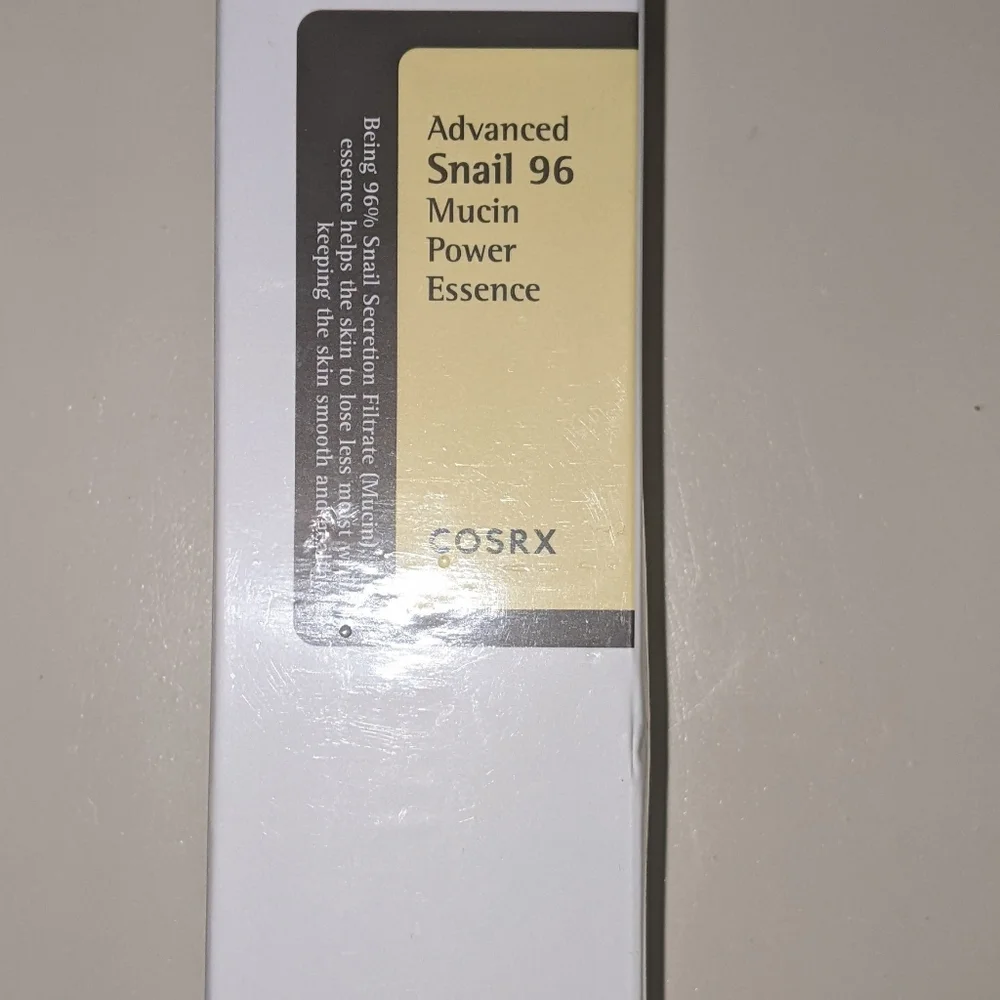 Advanced
Snail 96
Mucin
Power
Essence
COSRX
Being 96% Snail Secretion Filtrate (Mucin)
essence helps the skin to lose less moist
keeping the skin smooth and